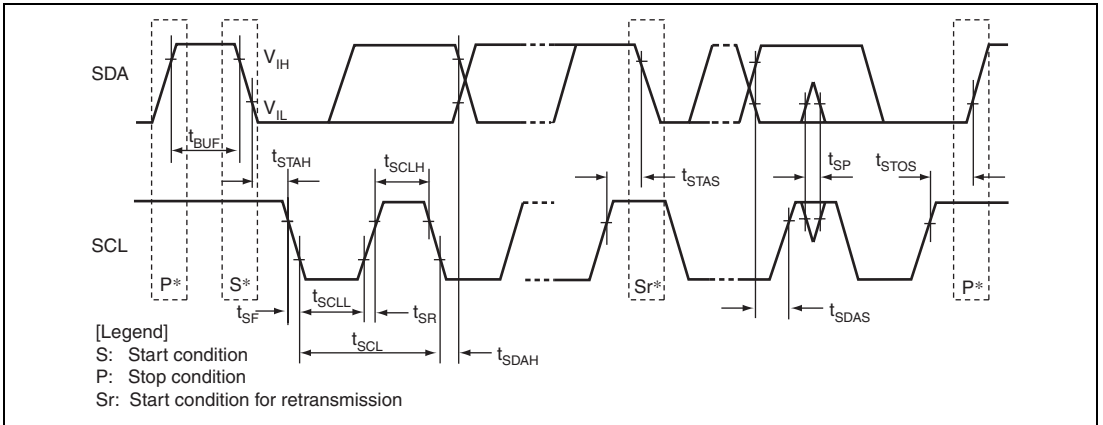 SDA
V_IH
V_IL
t_BUF
t_STAH
t_SCLH
t_STAS
t_SP
t_STOS
SCL
P*
S*
Sr*
P*
t_SF
t_SCLL
t_SR
t_SDAS
t_SCL
t_SDAH
[Legend]
S: Start condition
P: Stop condition
Sr: Start condition for retransmission